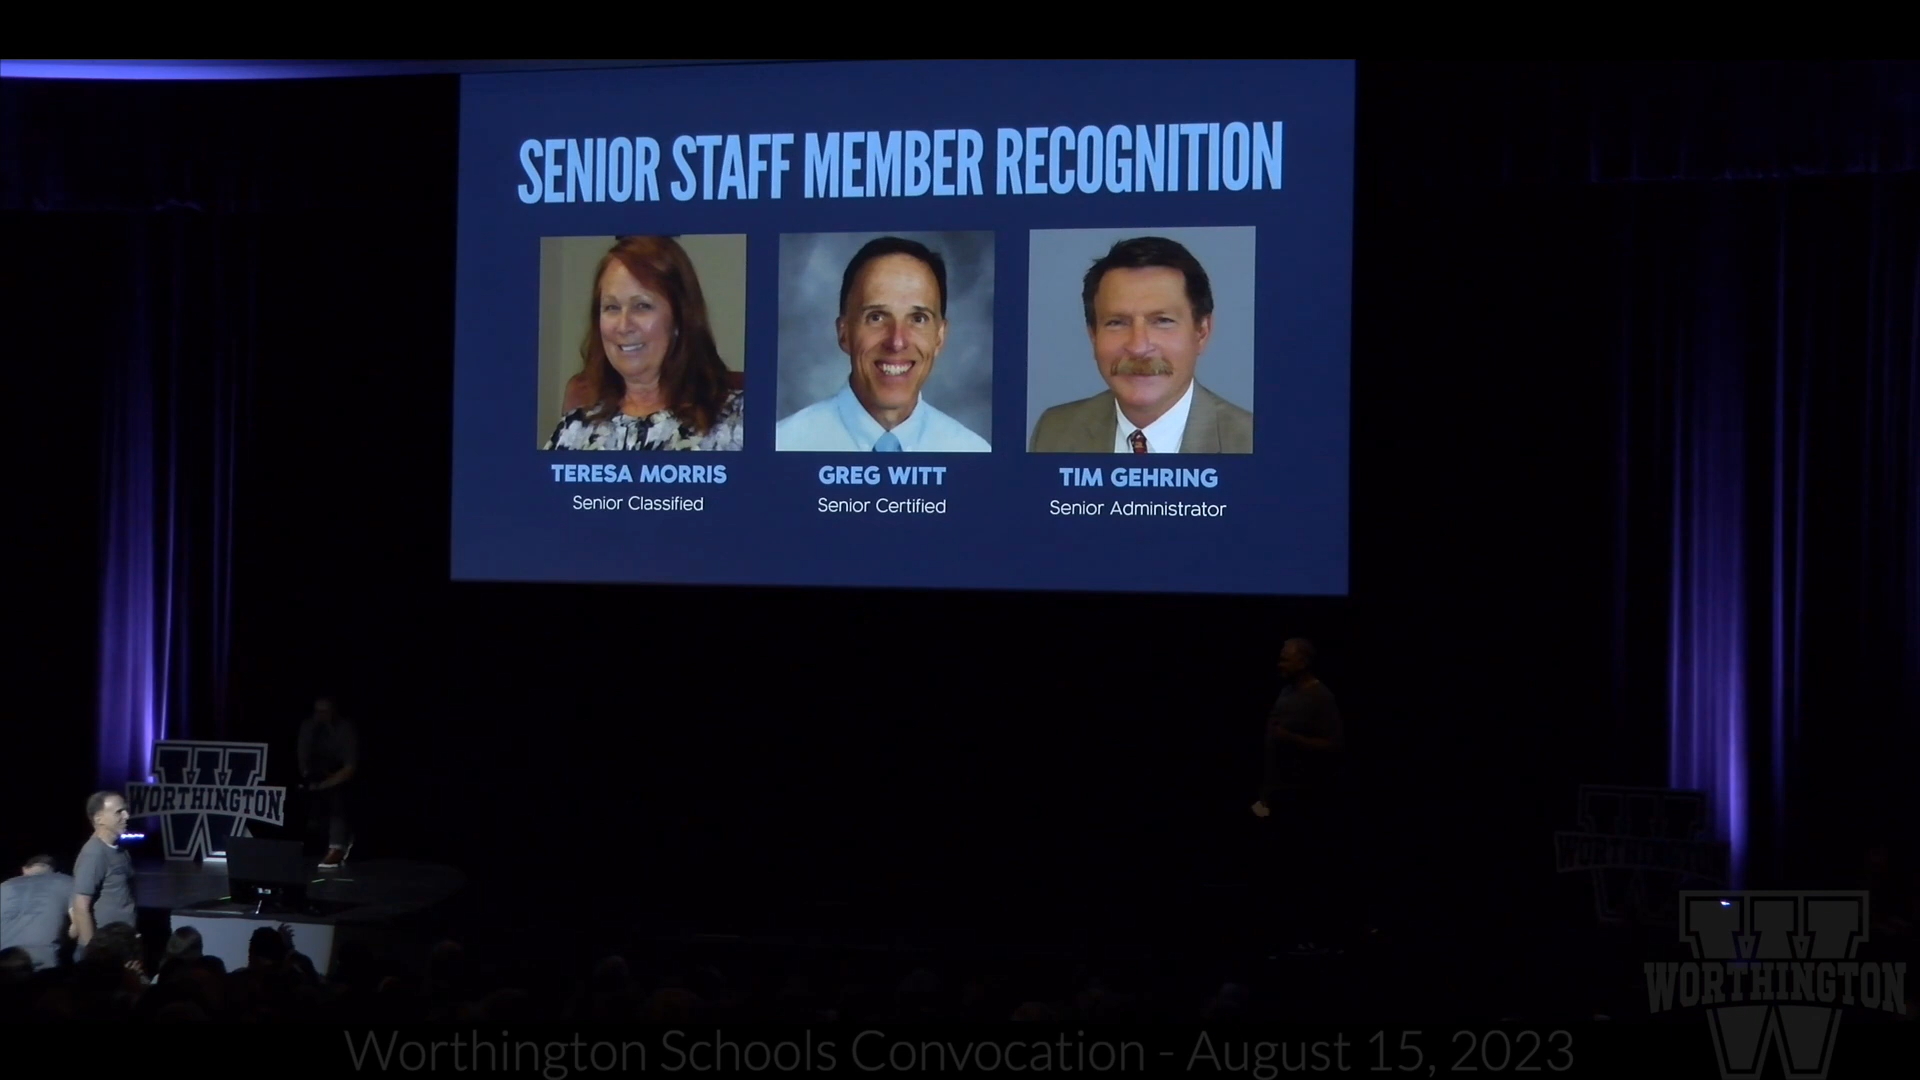 SENIOR STAFF MEMBER RECOGNITION
TERESA MORRIS
Senior Classified
GREG WITT
Senior Certified
TIM GEHRING
Senior Administrator
WORTHINGTON
WORTHINGTON
WORTHINGTON
Worthington Schools Convocation - August 15, 2023